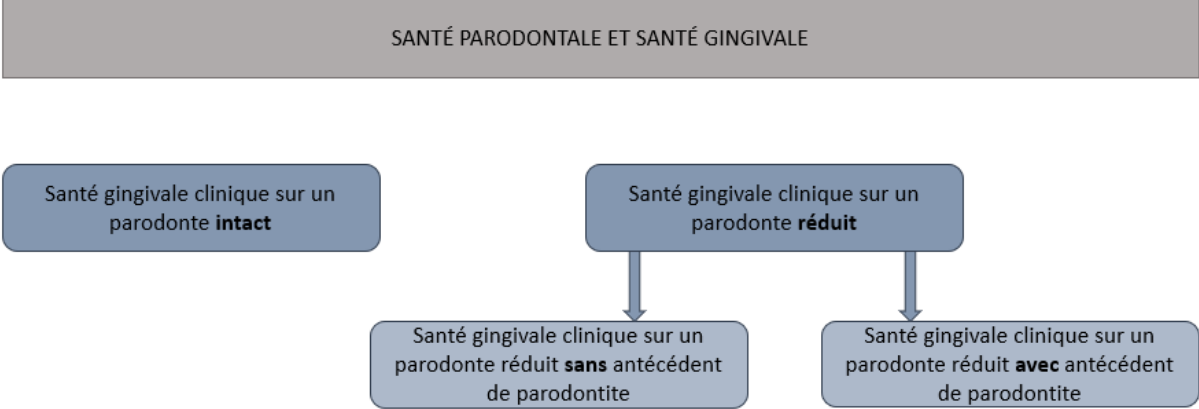 SANTÉ PARODONTALE ET SANTÉ GINGIVALE
Santé gingivale clinique sur un
parodonte intact
Santé gingivale clinique sur un
parodonte réduit
Santé gingivale clinique sur un
parodonte réduit sans antécédent
de parodontite
Santé gingivale clinique sur un
parodonte réduit avec antécédent
de parodontite